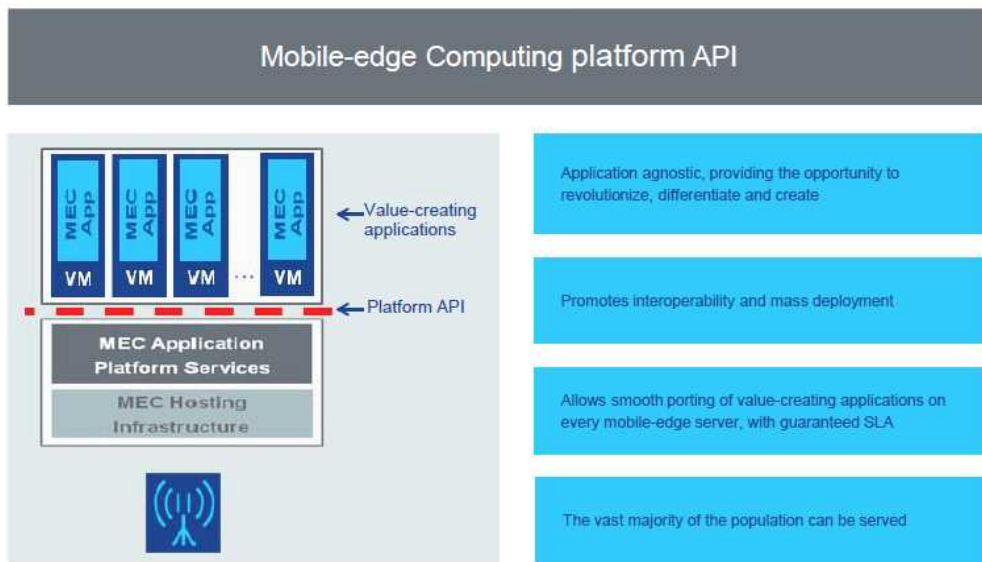 Mobile-edge Computing platform API
MEC App
VM
MEC App
VM
MEC App
VM
...
MEC App
VM
Value-creating
applications
Platform API
MEC Application
Platform Services
MEC Hosting
Infrastructure
Application agnostic, providing the opportunity to
revolutionize, differentiate and create
Promotes interoperability and mass deployment
Allows smooth porting of value-creating applications on
every mobile-edge server, with guaranteed SLA
The vast majority of the population can be served